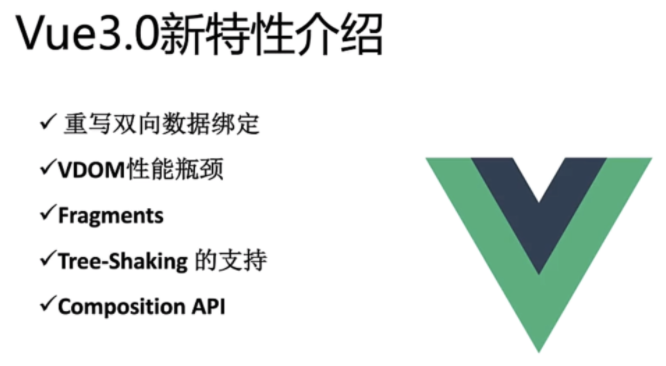 Vue3.0新特性介绍
✓ 重写双向数据绑定
✓VDOM性能瓶颈
✓Fragments
✓Tree-Shaking 的支持
✓Composition API